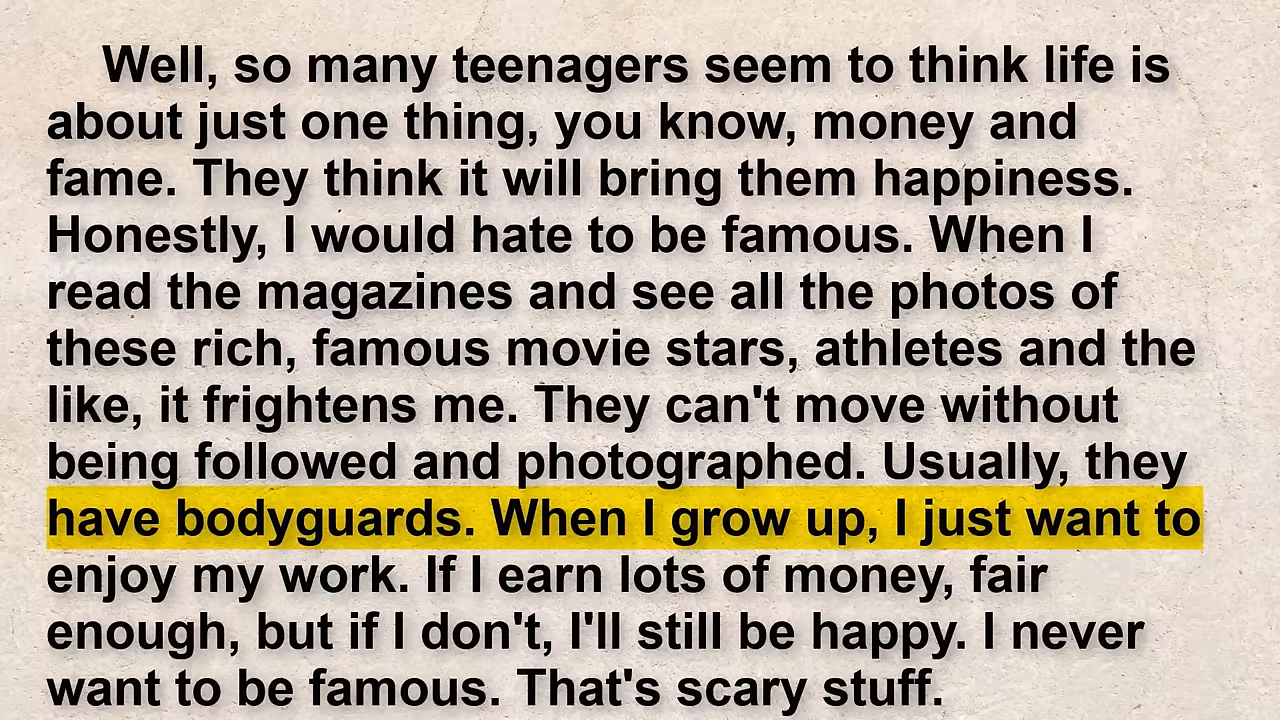 Well, so many teenagers seem to think life is
about just one thing, you know, money and
fame. They think it will bring them happiness.
Honestly, I would hate to be famous. When I
read the magazines and see all the photos of
these rich, famous movie stars, athletes and the
like, it frightens me. They can't move without
being followed and photographed. Usually, they
have bodyguards. When I grow up, I just want to
enjoy my work. If I earn lots of money, fair
enough, but if I don't, I'll still be happy. I never
want to be famous. That's scary stuff.